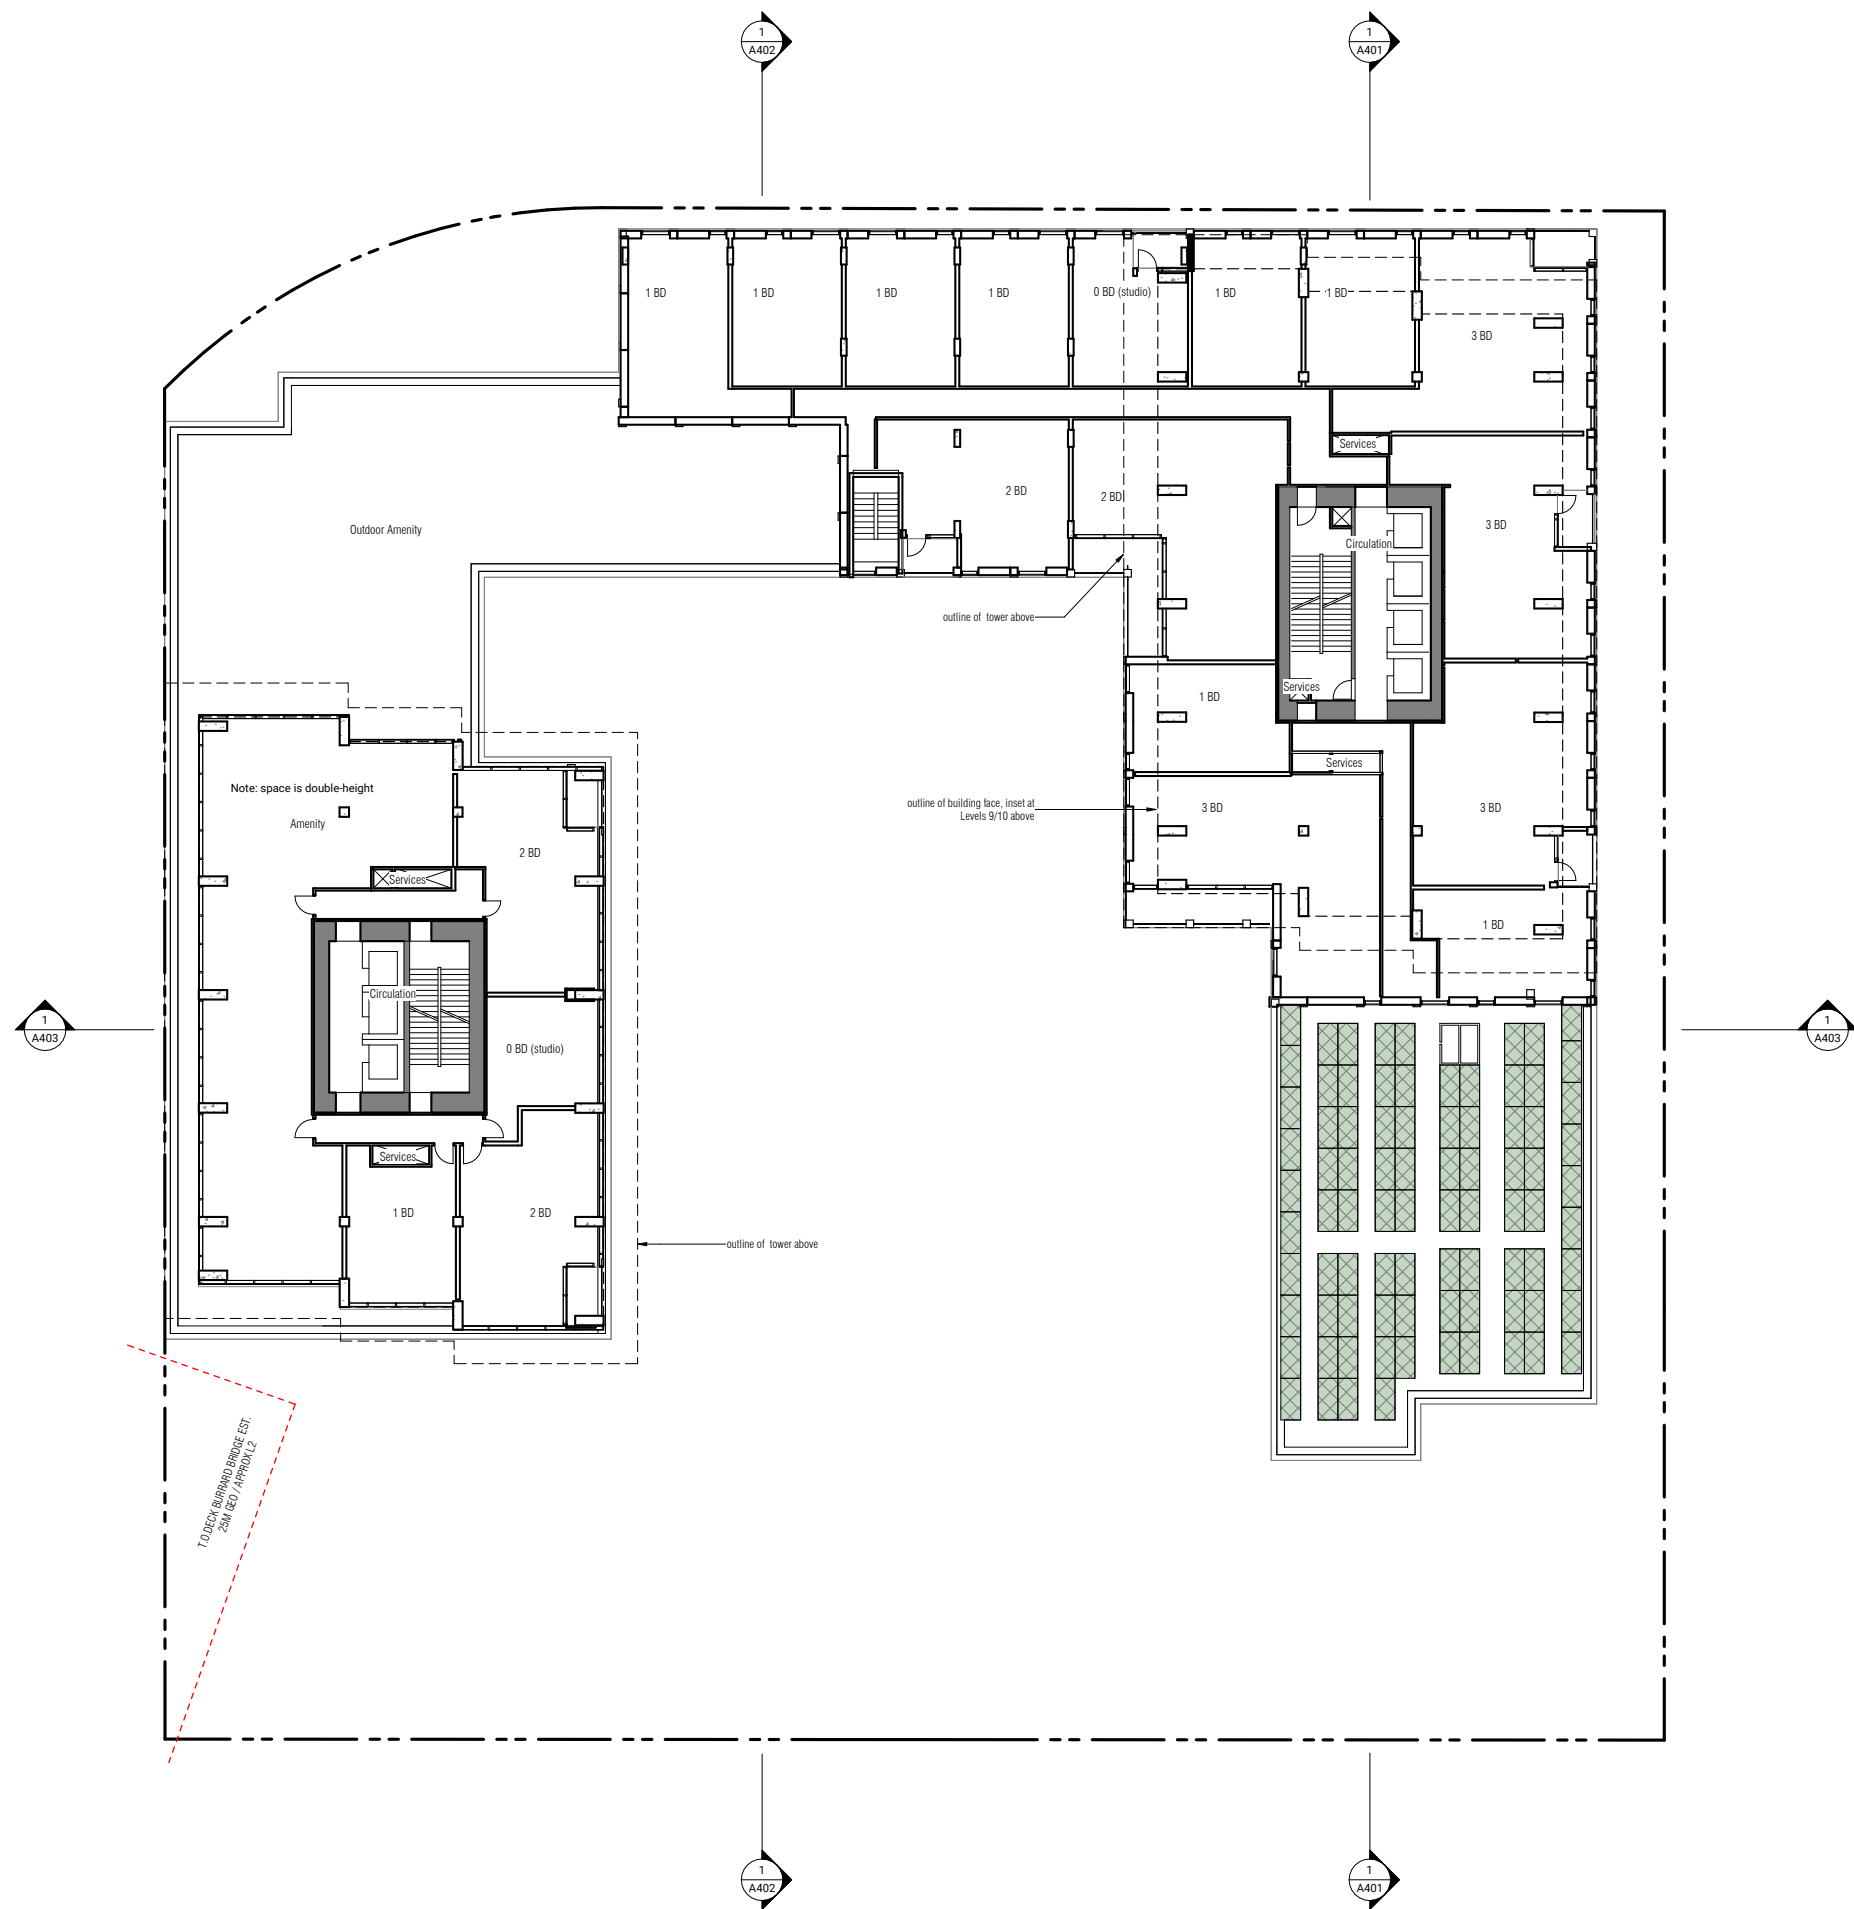 1
A402
1
A401
1 BD
1 BD
1 BD
1 BD
0 BD (studio)
1 BD
1 BD
3 BD
Services
2 BD
2 BD
3 BD
Outdoor Amenity
Circulation
outline of tower above
Services
1 BD
Services
Note: space is double-height
Amenity
outline of building face, inset at
Levels 9/10 above
3 BD
3 BD
2 BD
Services
1 BD
Circulation
1
A403
1
A403
0 BD (studio)
Services
1 BD
2 BD
outline of tower above
T.O.DECK BURRARD BRIDGE EST.
25M GEO / APPROX L2
1
A402
1
A401